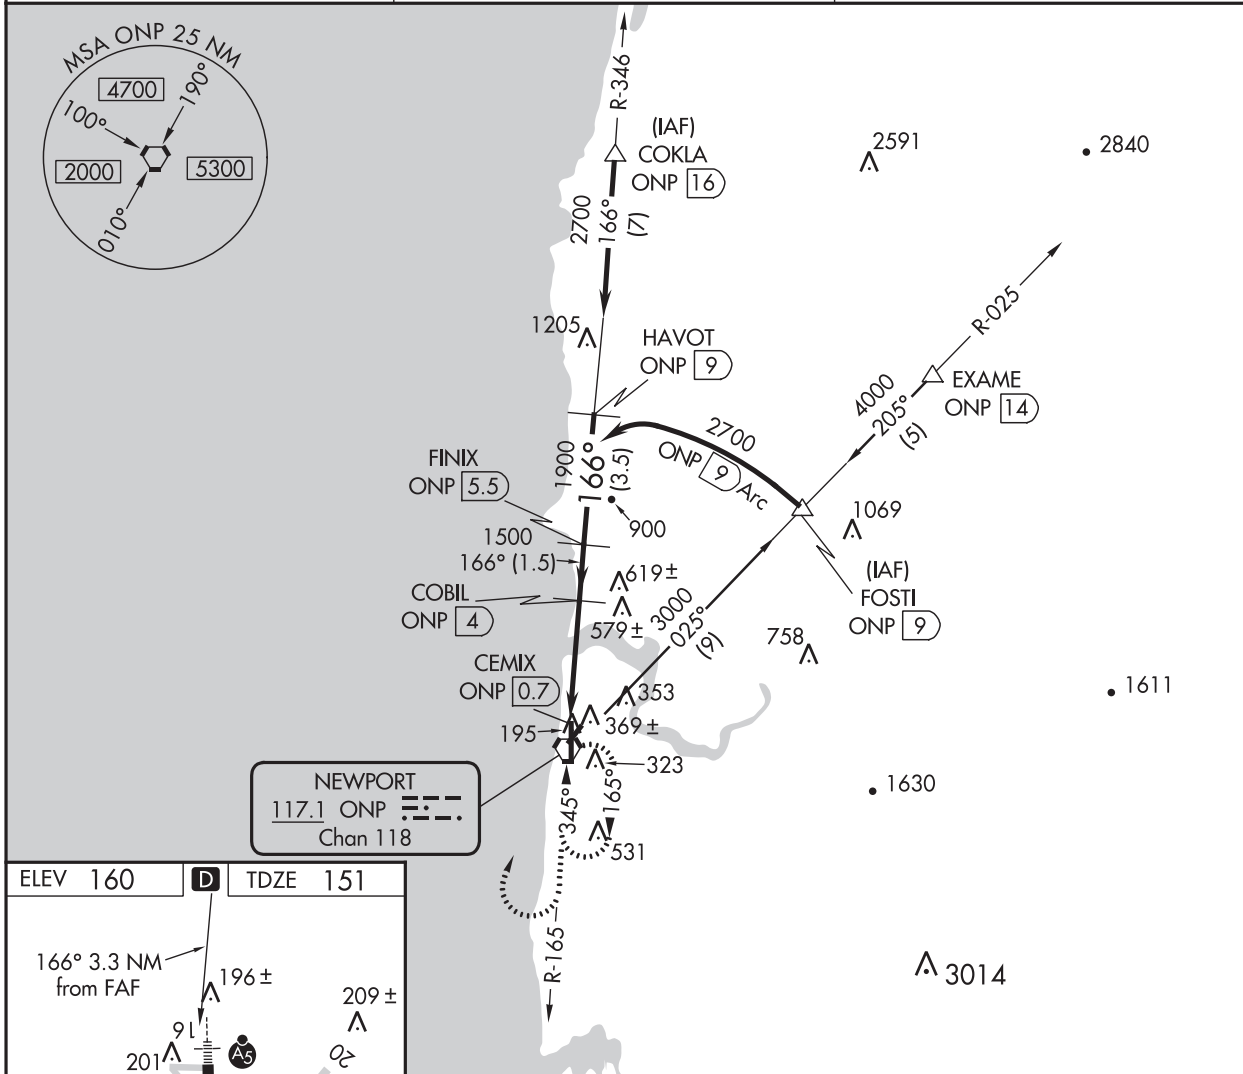 MSA ONP 25 NM
4700
190°
100°
2000
5300
010°
R-346
(IAF)
COKLA
ONP 16
2591
2840
2700
166°
(7)
R-025
1205
HAVOT
ONP 9
4000
205°
(5)
EXAME
ONP 14
2700
ONP 9 Arc
FINIX
ONP 5.5
1900
166°
(3.5)
900
1069
1500
166° (1.5)
619±
(IAF)
FOSTI
ONP 9
COBIL
ONP 4
579±
3000
025°
(9)
758
CEMIX
ONP 0.7
353
1611
195
369±
323
NEWPORT
117.1 ONP
Chan 118
345°
165°
1630
531
ELEV 160
D
TDZE 151
R-165
166° 3.3 NM
from FAF
196±
209±
3014
16
201
A5
20